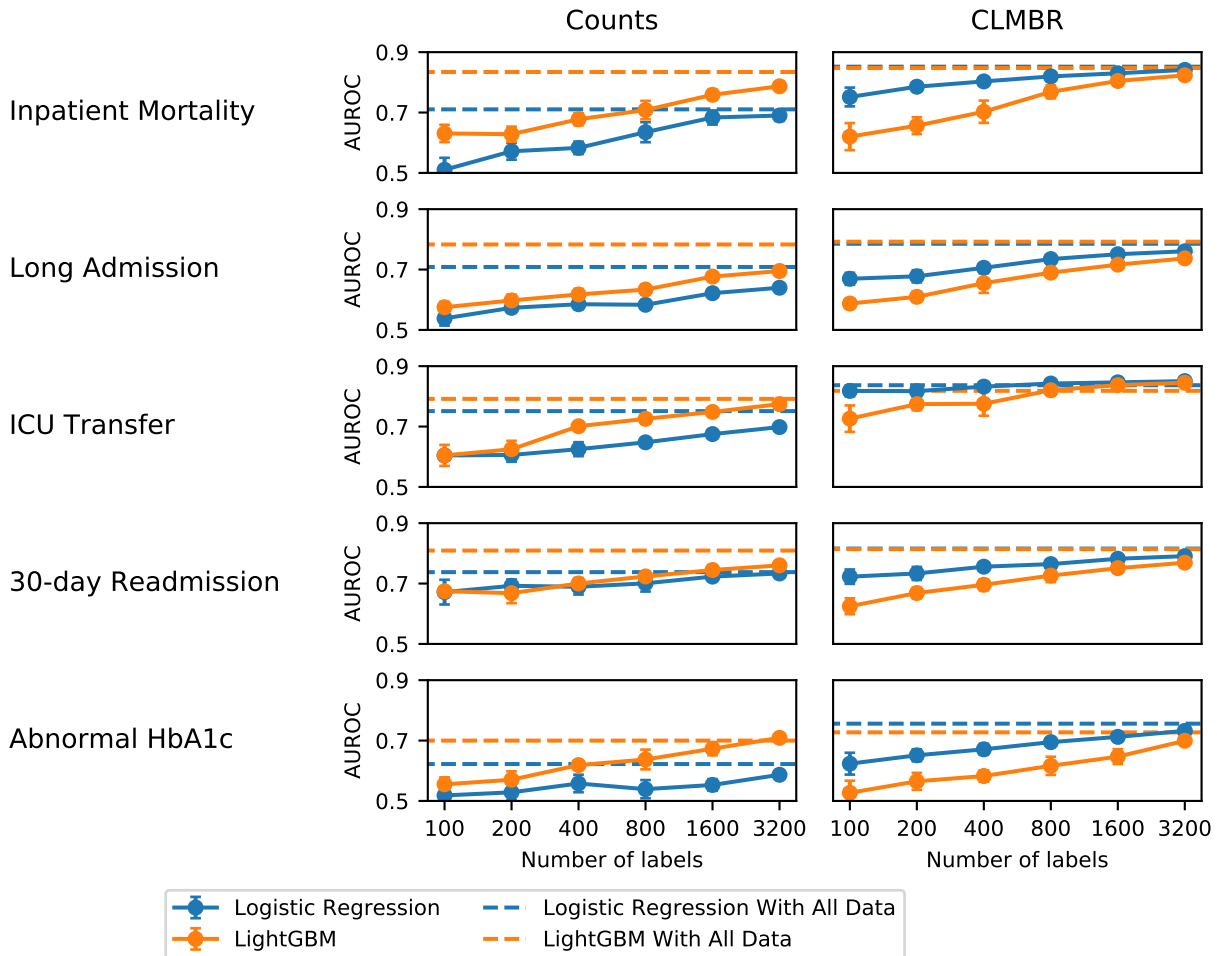 Counts CLMBR
Inpatient Mortality
AUROC
0.9
0.7
0.5
Long Admission
AUROC
0.9
0.7
0.5
ICU Transfer
AUROC
0.9
0.7
0.5
30-day Readmission
AUROC
0.9
0.7
0.5
Abnormal HbA1c
AUROC
0.9
0.7
0.5
100 200 400 800 1600 3200 100 200 400 800 1600 3200
Number of labels Number of labels
Logistic Regression Logistic Regression With All Data
LightGBM LightGBM With All Data